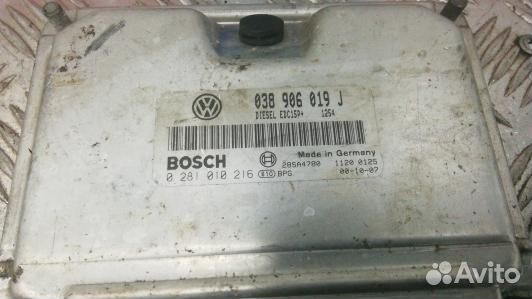 038 906 019 J
DIESEL EDC15P+ 1254
BOSCH Made in Germany
28SA4780 1120 0125
0 281 010 216 BPG 00-10-07
Avito